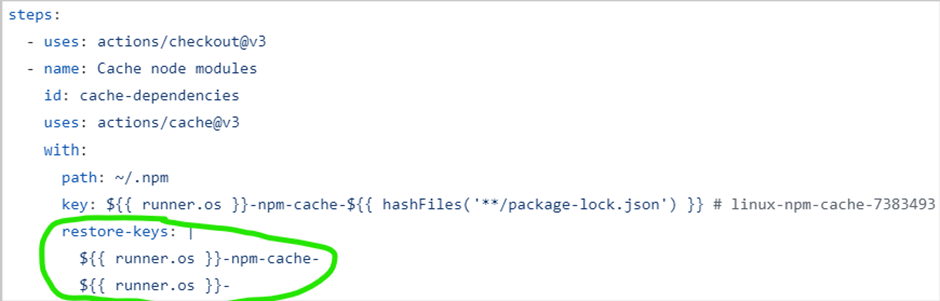 steps:
- uses: actions/checkout@v3
- name: Cache node modules
id: cache-dependencies
uses: actions/cache@v3
with:
path: ~/.npm
key: ${{ runner.os }}-npm-cache-${{ hashFiles('**/package-lock.json') }} # linux-npm-cache-7383493
restore-keys: |
${{ runner.os }}-npm-cache-
${{ runner.os }}-